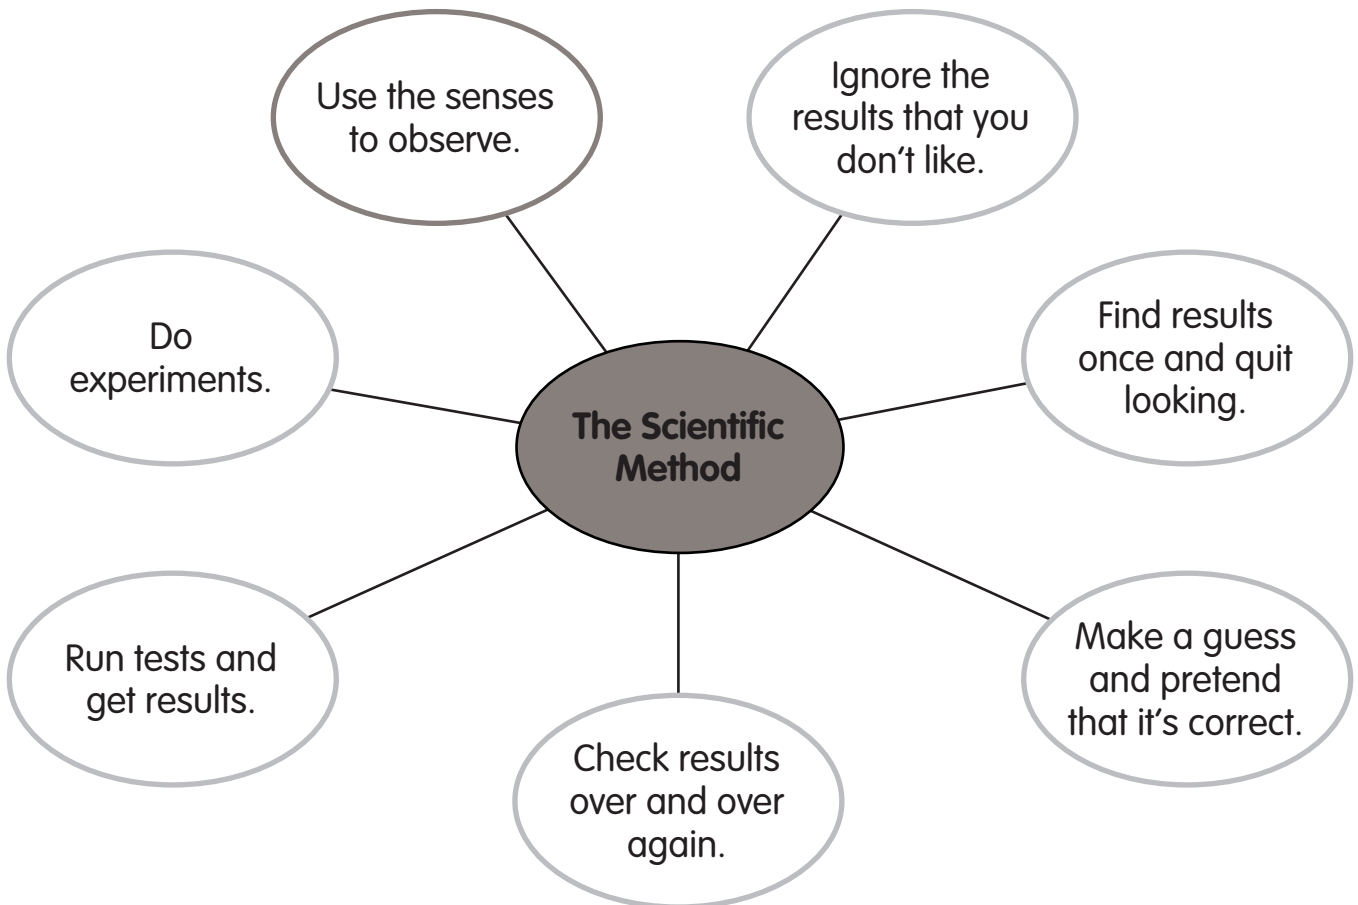 Use the senses
to observe.
Ignore the
results that you
don't like.
Do
experiments.
Find results
once and quit
looking.
The Scientific
Method
Run tests and
get results.
Make a guess
and pretend
that it's correct.
Check results
over and over
again.